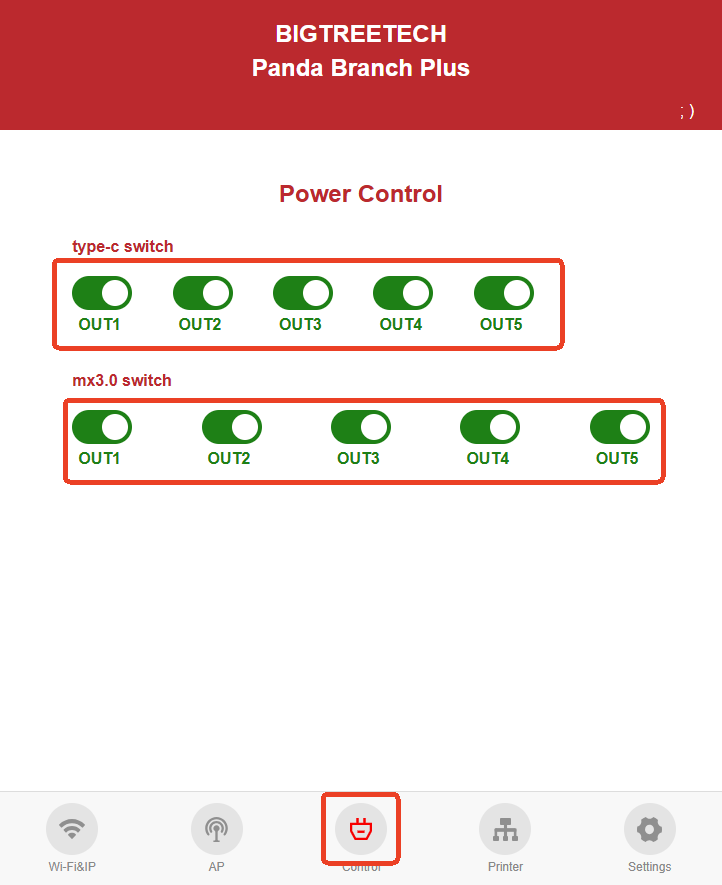 BIGTREETECH
Panda Branch Plus
; )
Power Control
type-c switch
OUT1 OUT2 OUT3 OUT4 OUT5
mx3.0 switch
OUT1 OUT2 OUT3 OUT4 OUT5
Wi-Fi&IP AP Control Printer Settings